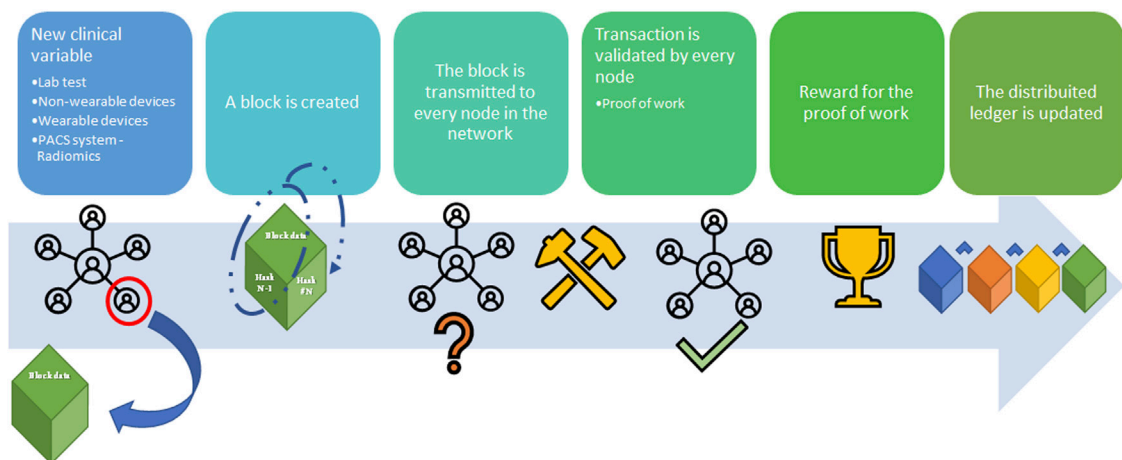 New clinical
variable
•Lab test
•Non-wearable devices
•Wearable devices
•PACS system -
Radiomics
A block is created
The block is
transmitted to
every node in the
network
Transaction is
validated by every
node
•Proof of work
Reward for the
proof of work
The distribuited
ledger is updated
Block data
Hash
N-1
Hash
#N
Block data